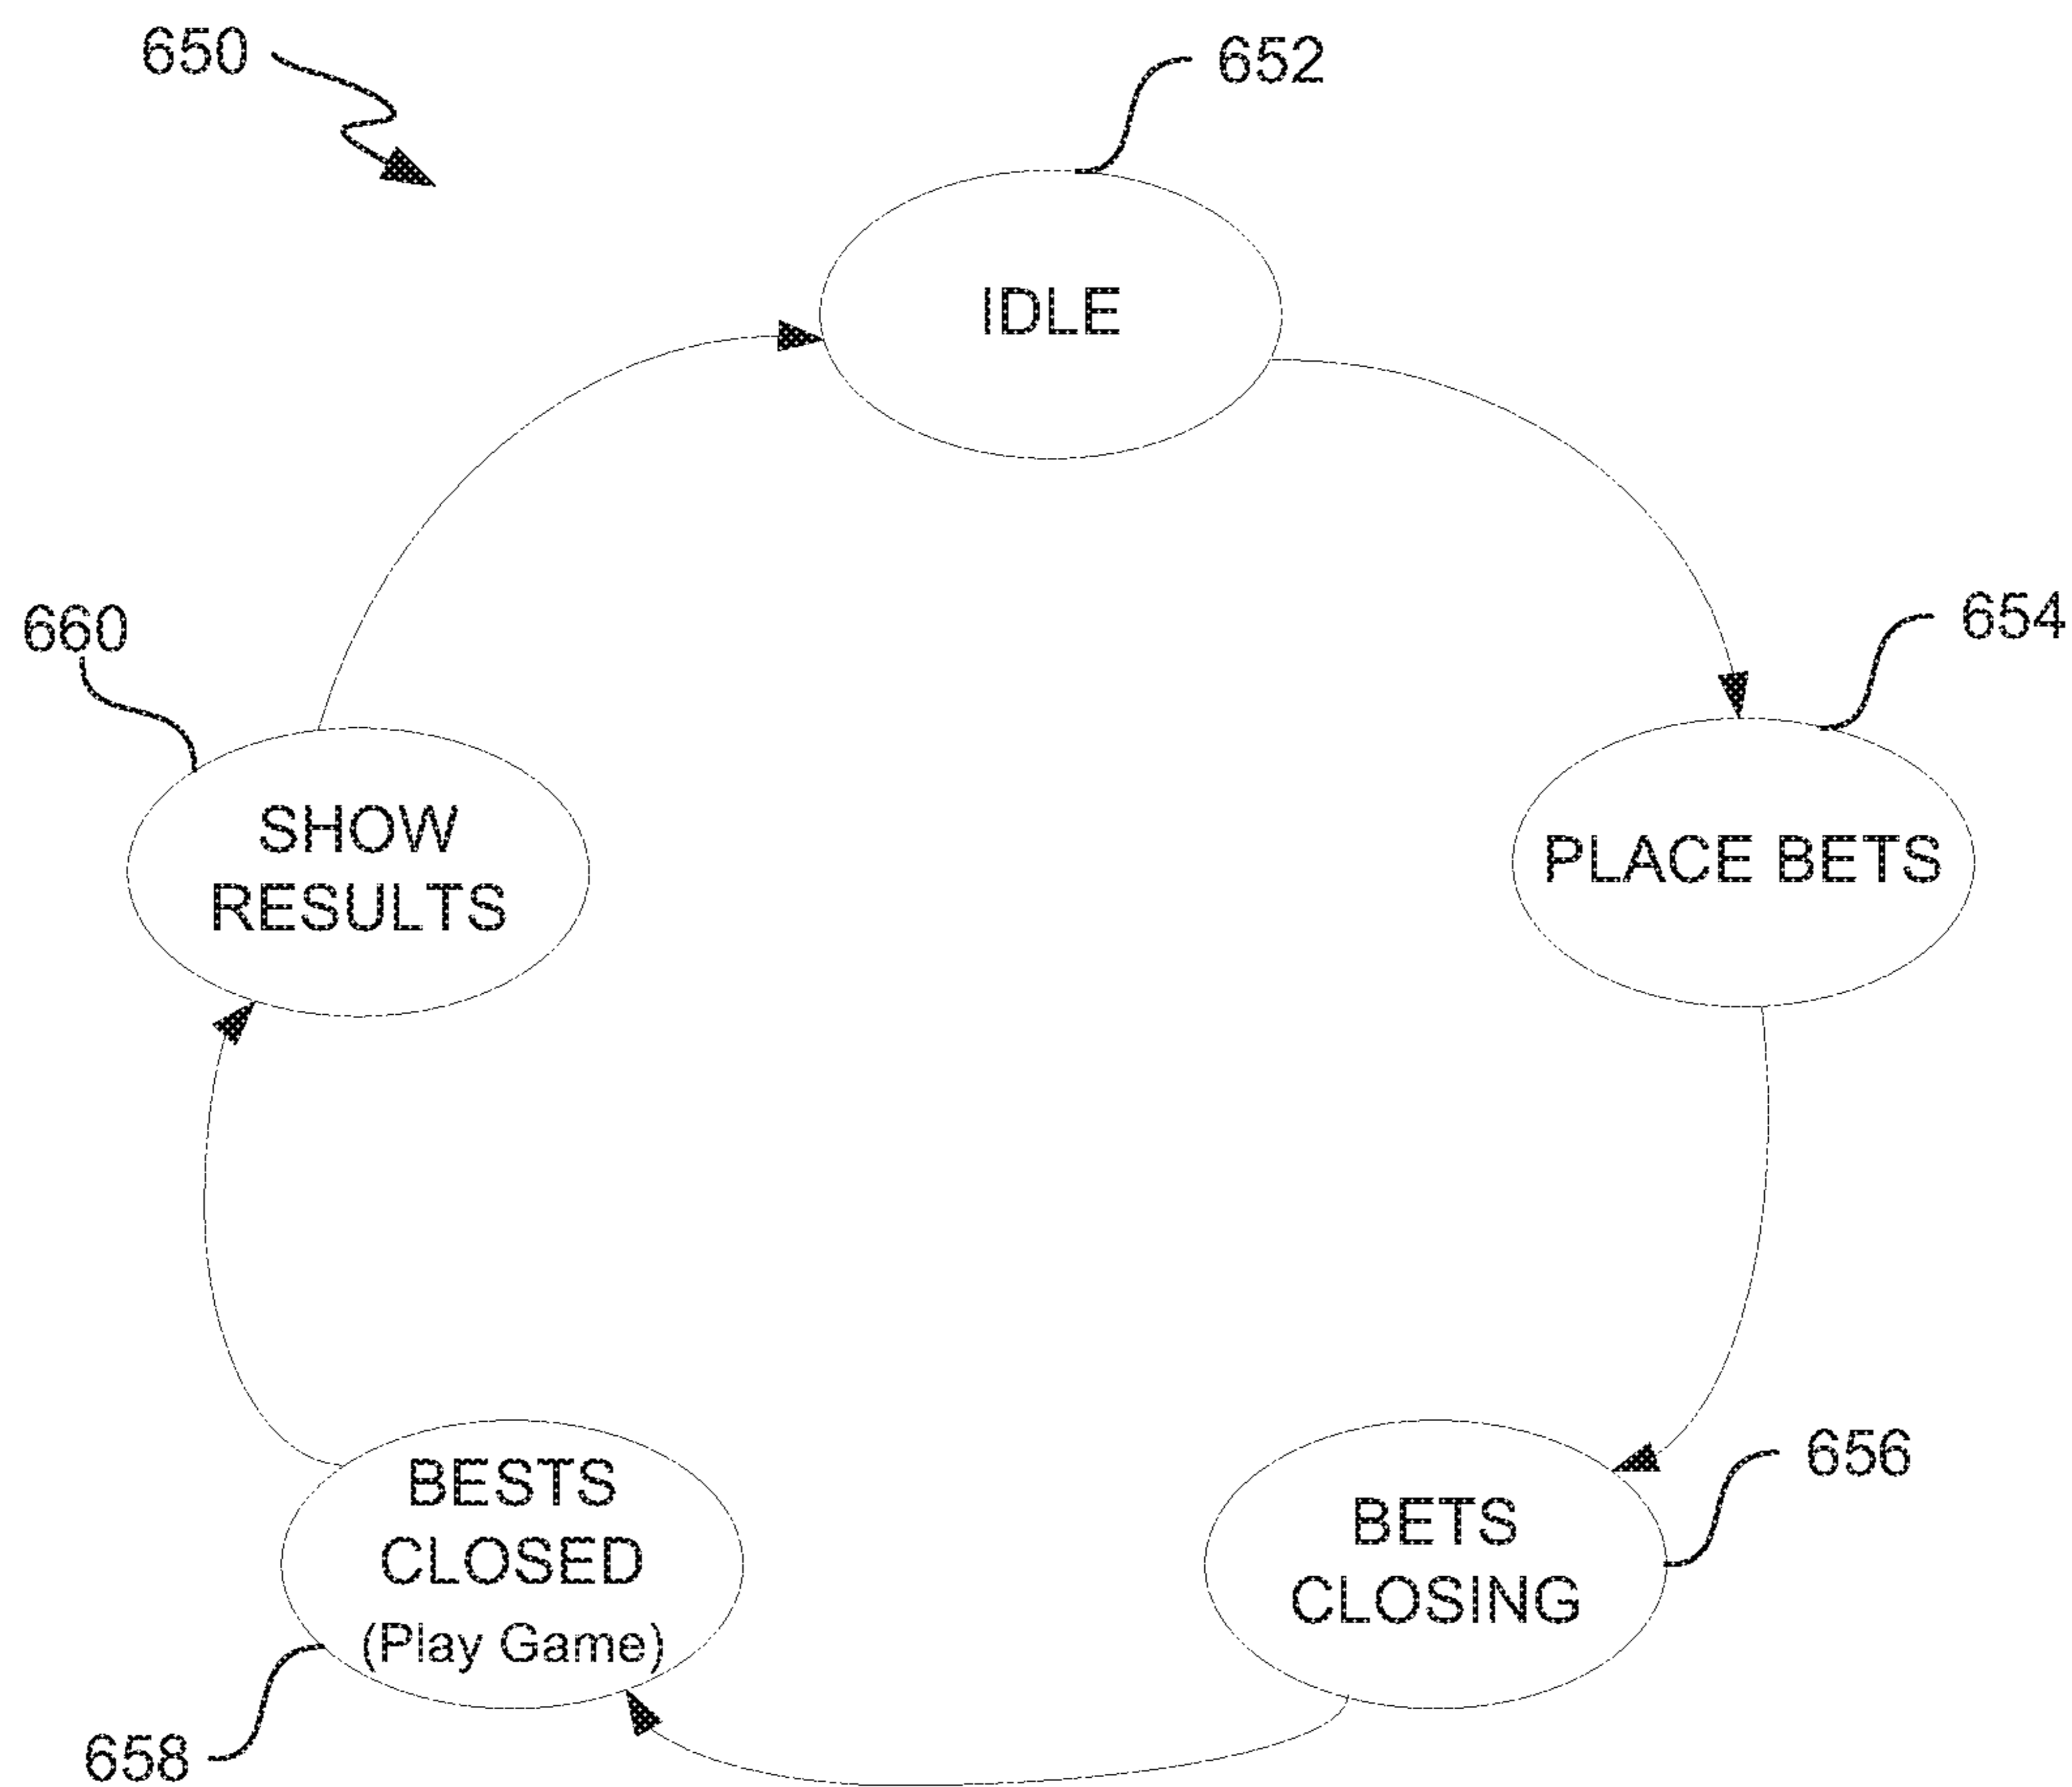 650
652
IDLE
654
PLACE BETS
656
BETS
CLOSING
658
BESTS
CLOSED
(Play Game)
660
SHOW
RESULTS